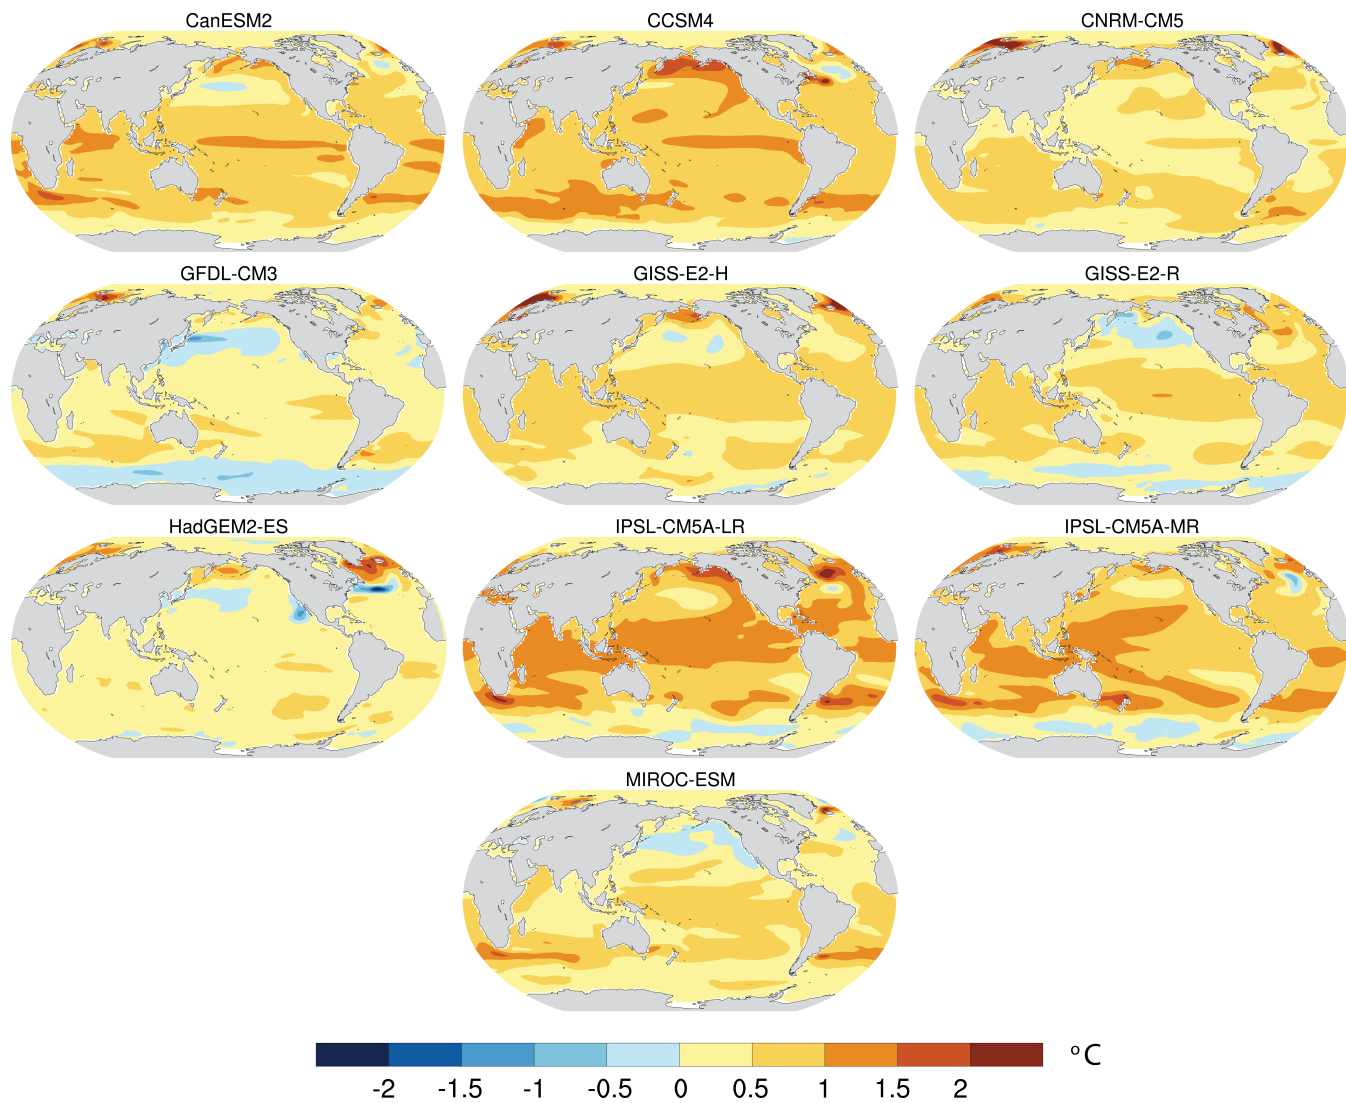 CanESM2
CCSM4
CNRM-CM5
GFDL-CM3
GISS-E2-H
GISS-E2-R
HadGEM2-ES
IPSL-CM5A-LR
IPSL-CM5A-MR
MIROC-ESM
°C
-2 -1.5 -1 -0.5 0 0.5 1 1.5 2